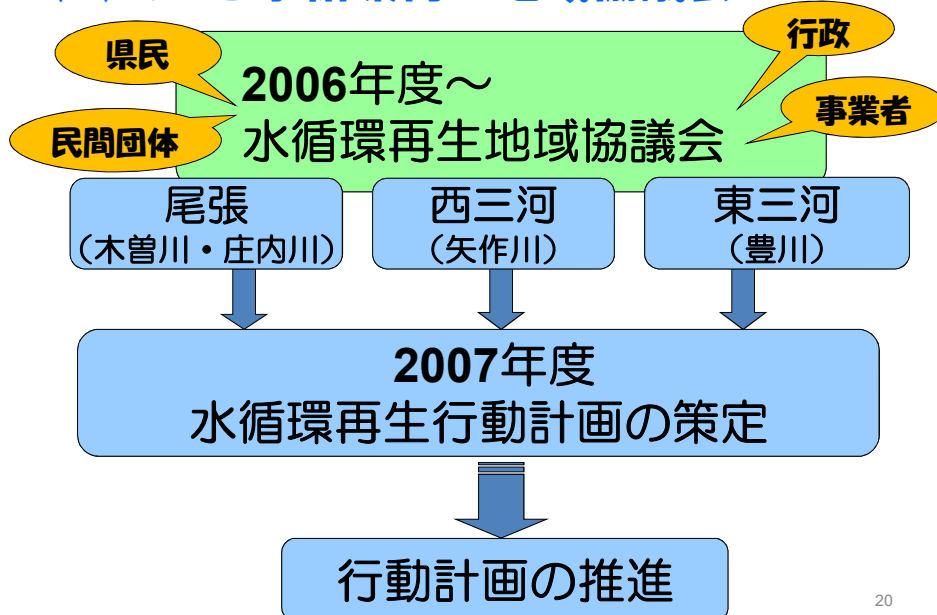 県民
行政
民間団体
事業者
2006年度～
水循環再生地域協議会
尾張
（木曽川・庄内川）
西三河
（矢作川）
東三河
（豊川）
2007年度
水循環再生行動計画の策定
行動計画の推進
20